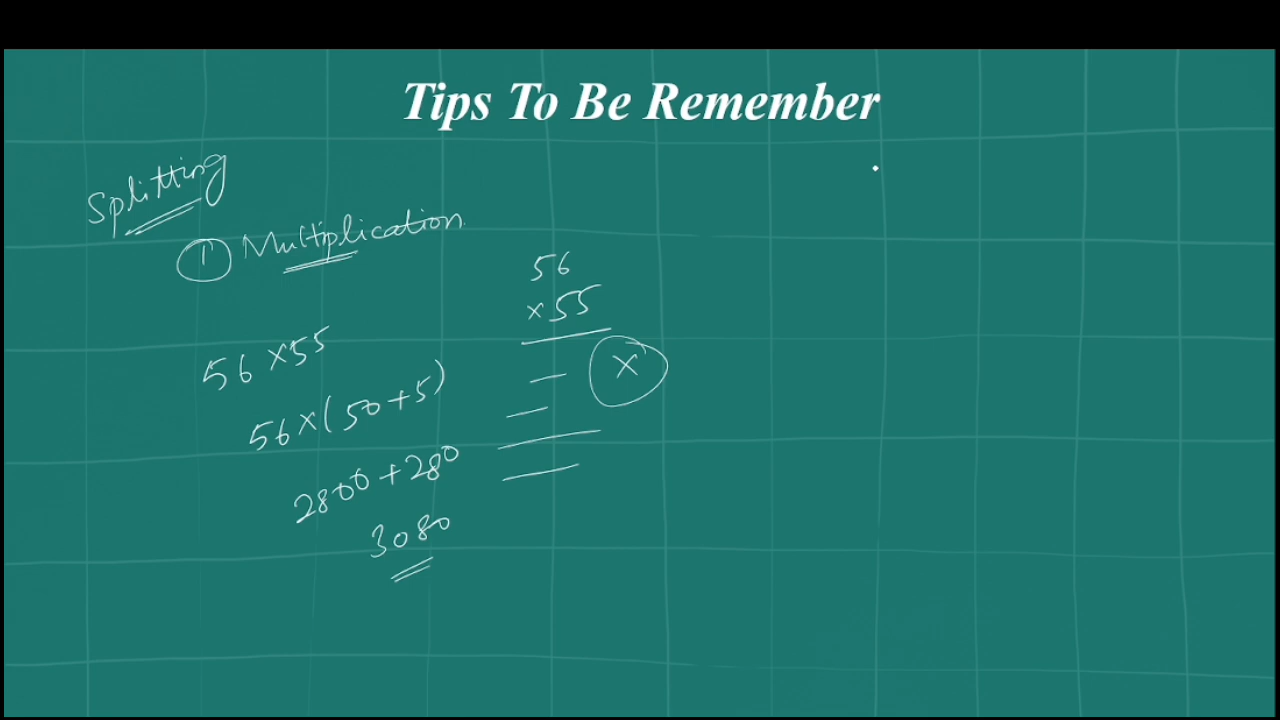 Tips To Be Remember
Splitting
① Multiplication
56 × 55
56 × (50 + 5)
2800 + 280
3080
56
× 55
×